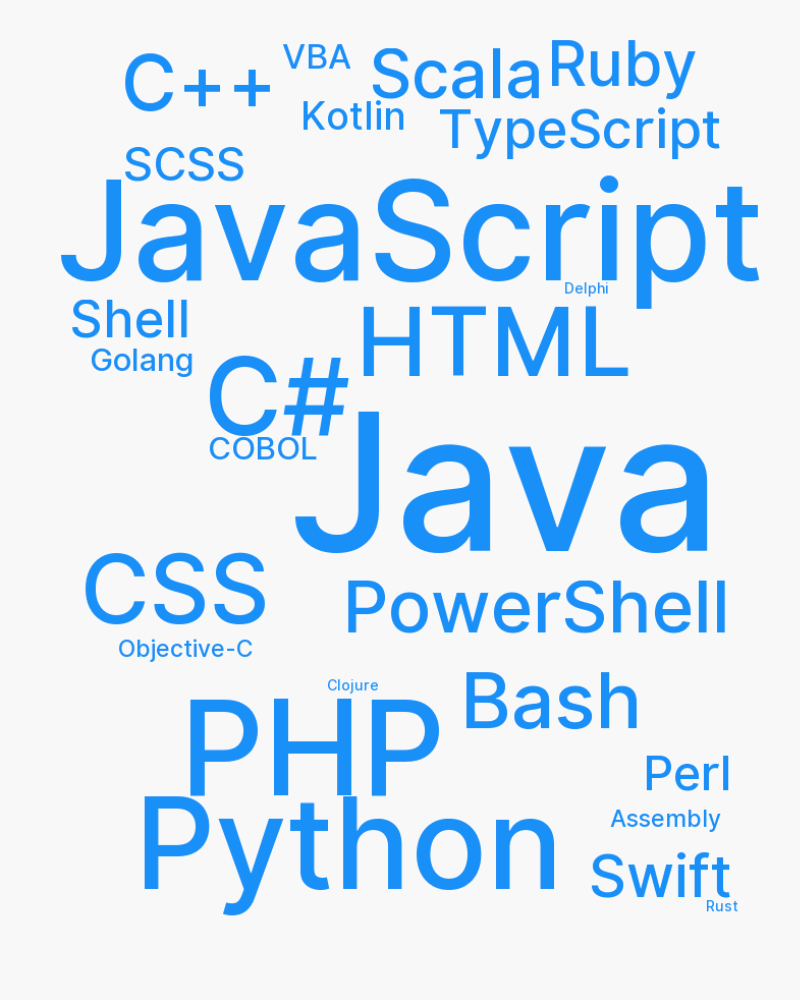 C++
VBA
Scala
Ruby
Kotlin
TypeScript
SCSS
JavaScript
Delphi
Shell
HTML
Golang
C#
COBOL
Java
CSS
PowerShell
Objective-C
Clojure
Bash
PHP
Perl
Assembly
Python
Swift
Rust